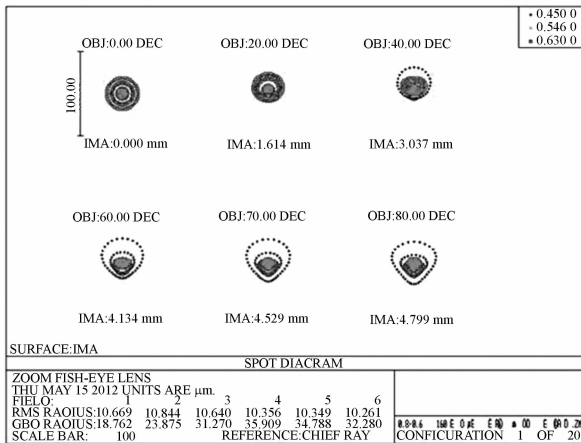 0.450 0
0.546 0
0.630 0
OBJ:0.00 DEC
OBJ:20.00 DEC
OBJ:40.00 DEC
100.00
IMA:0.000 mm
IMA:1.614 mm
IMA:3.037 mm
OBJ:60.00 DEC
OBJ:70.00 DEC
OBJ:80.00 DEC
IMA:4.134 mm
IMA:4.529 mm
IMA:4.799 mm
SURFACE:IMA
SPOT DIACRAM
ZOOM FISH-EYE LENS
THU MAY 15 2012 UNITS ARE μm.
FIELO: 1 2 3 4 5 6
RMS RAOIUS:10.669 10.844 10.640 10.356 10.349 10.261
GBO RAOIUS:18.762 23.875 31.270 35.909 34.788 32.280
SCALE BAR: 100 REFERENCE:CHIEF RAY
CONFICURATION 1 OF 20